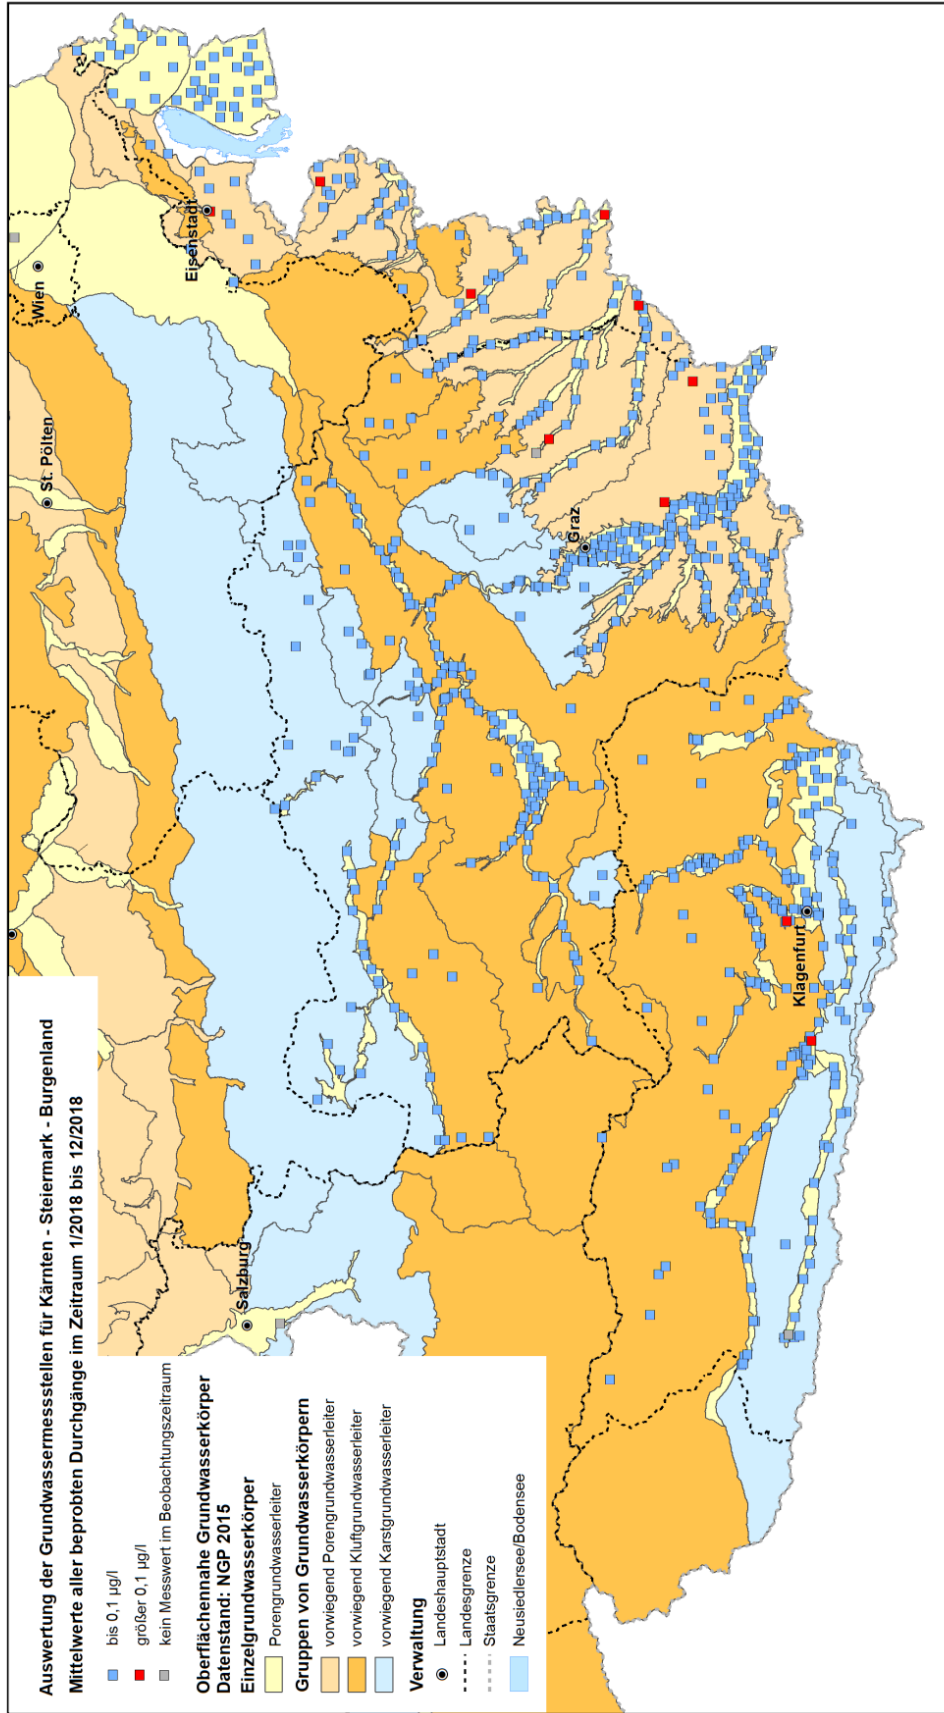 Auswertung der Grundwassermessstellen für Kärnten - Steiermark - Burgenland
Mittelwerte aller beprobten Durchgänge im Zeitraum 1/2018 bis 12/2018
bis 0,1 µg/l
größer 0,1 µg/l
kein Messwert im Beobachtungszeitraum
Oberflächennahe Grundwasserkörper
Datenstand: NGP 2015
Einzelgrundwasserkörper
Porengrundwasserleiter
Gruppen von Grundwasserkörpern
vorwiegend Porengrundwasserleiter
vorwiegend Kluftgrundwasserleiter
vorwiegend Karstgrundwasserleiter
Verwaltung
Landeshauptstadt
Landesgrenze
Staatsgrenze
Neusiedlersee/Bodensee
Salzburg
St. Pölten
Wien
Eisenstadt
Graz
Klagenfurt